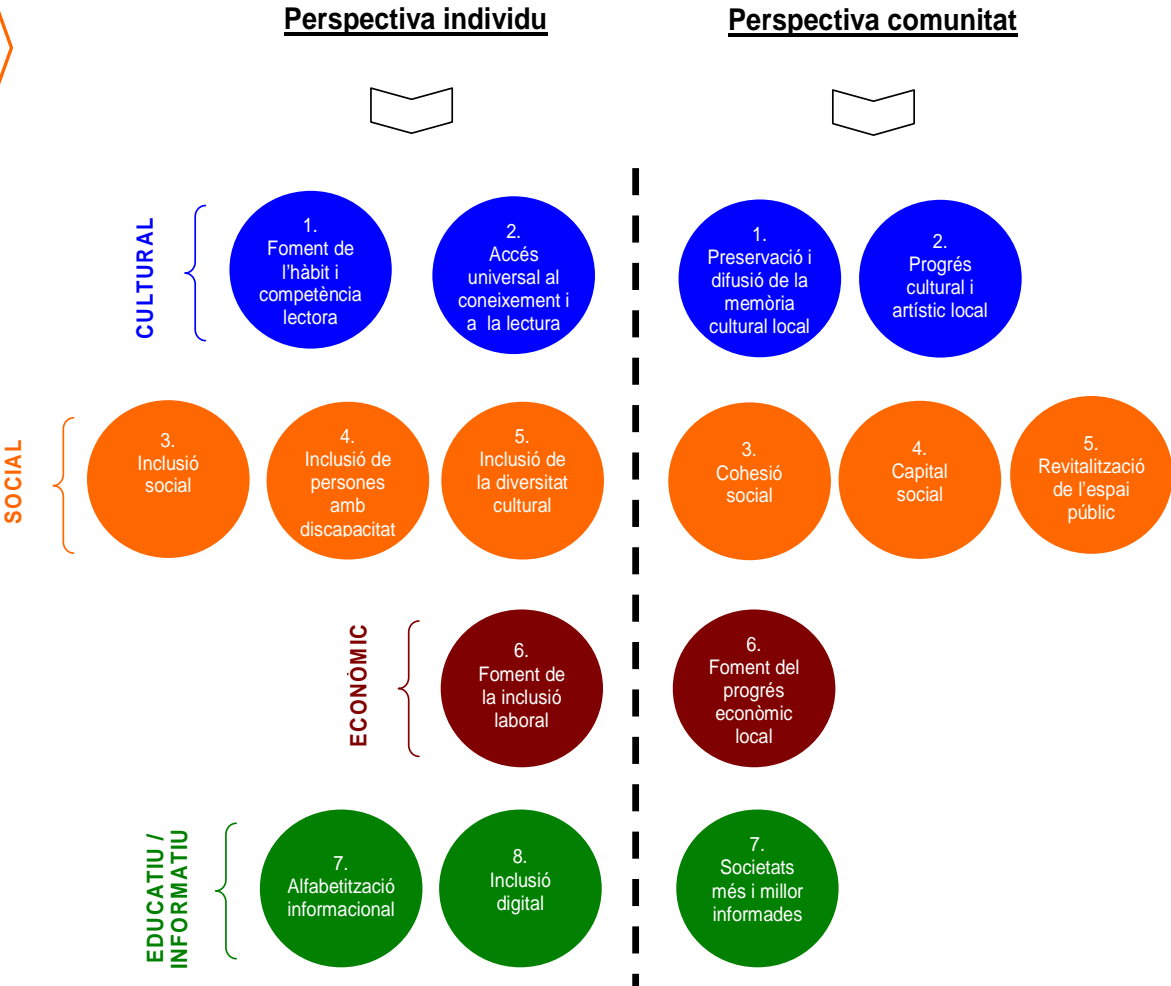 Perspectiva individu
Perspectiva comunitat
CULTURAL
1.
Foment de
l'hàbit i
competència
lectora
2.
Accés
universal al
coneixement i
a la lectura
1.
Preservació i
difusió de la
memòria
cultural local
2.
Progrés
cultural i
artístic local
SOCIAL
3.
Inclusió
social
4.
Inclusió de
persones
amb
discapacitat
5.
Inclusió de
la diversitat
cultural
3.
Cohesió
social
4.
Capital
social
5.
Revitalització
de l'espai
públic
ECONÒMIC
6.
Foment de
la inclusió
laboral
6.
Foment del
progrés
econòmic
local
EDUCATIU /
INFORMATIU
7.
Alfabetització
informacional
8.
Inclusió
digital
7.
Societats
més i millor
informades